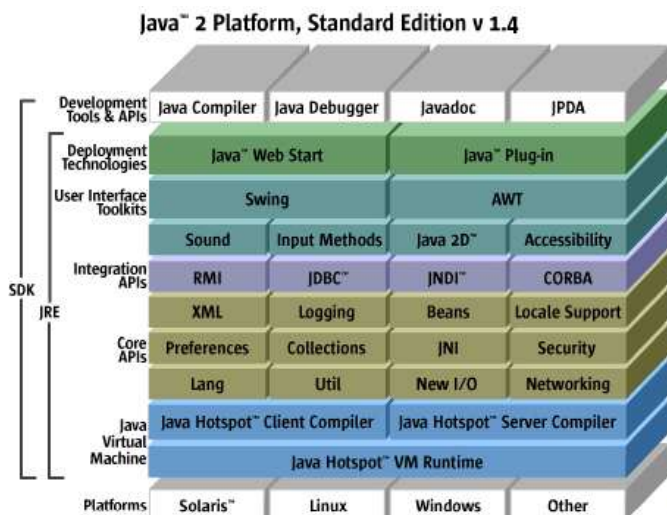 Java™ 2 Platform, Standard Edition v 1.4
Development
Tools & APIs
Java Compiler
Java Debugger
Javadoc
JPDA
Deployment
Technologies
Java™ Web Start
Java™ Plug-in
User Interface
Toolkits
Swing
AWT
Sound
Input Methods
Java 2D™
Accessibility
Integration
APIs
RMI
JDBC™
JNDI™
CORBA
SDK
JRE
XML
Logging
Beans
Locale Support
Core
APIs
Preferences
Collections
JNI
Security
Lang
Util
New I/O
Networking
Java
Virtual
Machine
Java Hotspot™ Client Compiler
Java Hotspot™ Server Compiler
Java Hotspot™ VM Runtime
Platforms
Solaris™
Linux
Windows
Other